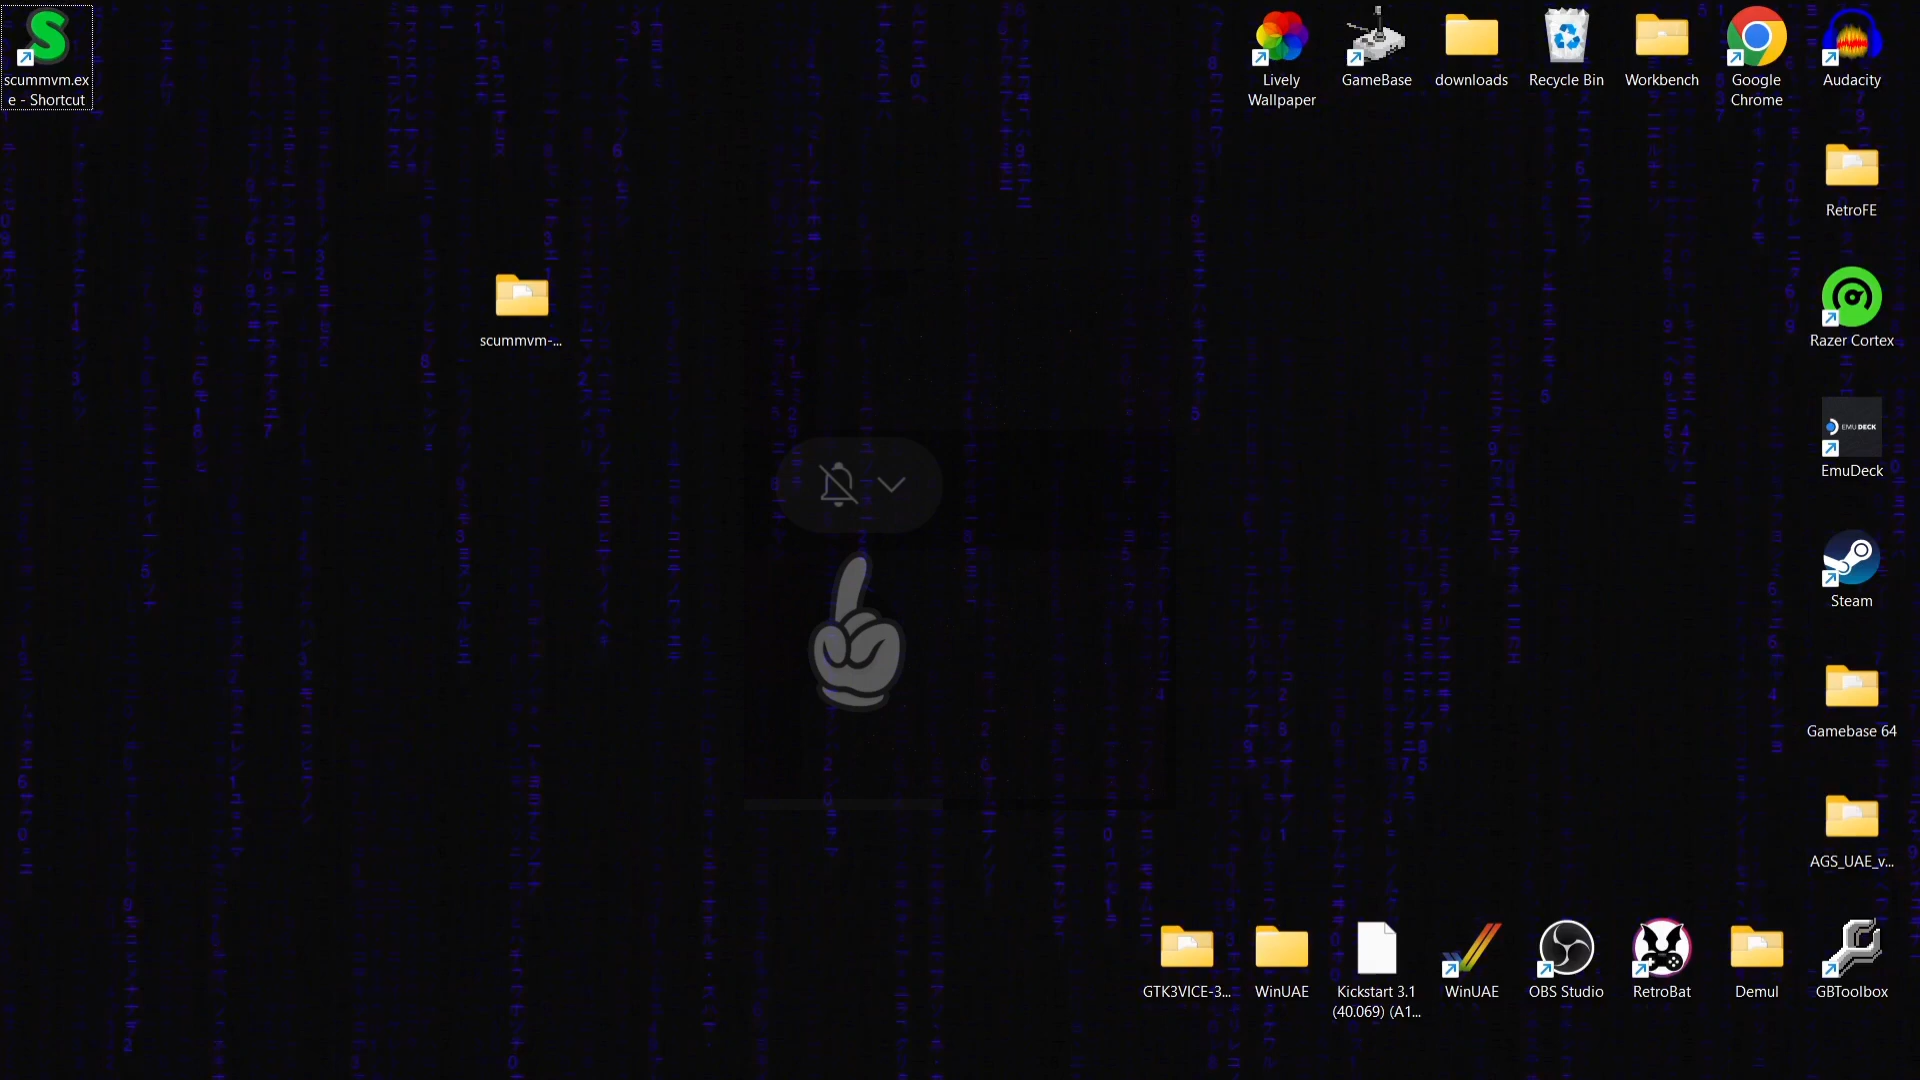 scummvm.ex
e - Shortcut
Lively
Wallpaper
GameBase
downloads
Recycle Bin
Workbench
Google
Chrome
Audacity
RetroFE
scummvm-...
Razer Cortex
EMUDECK
EmuDeck
Steam
Gamebase 64
AGS_UAE_v...
GTK3VICE-3...
WinUAE
Kickstart 3.1
(40.069) (A1...
WinUAE
OBS Studio
RetroBat
Demul
GBToolbox